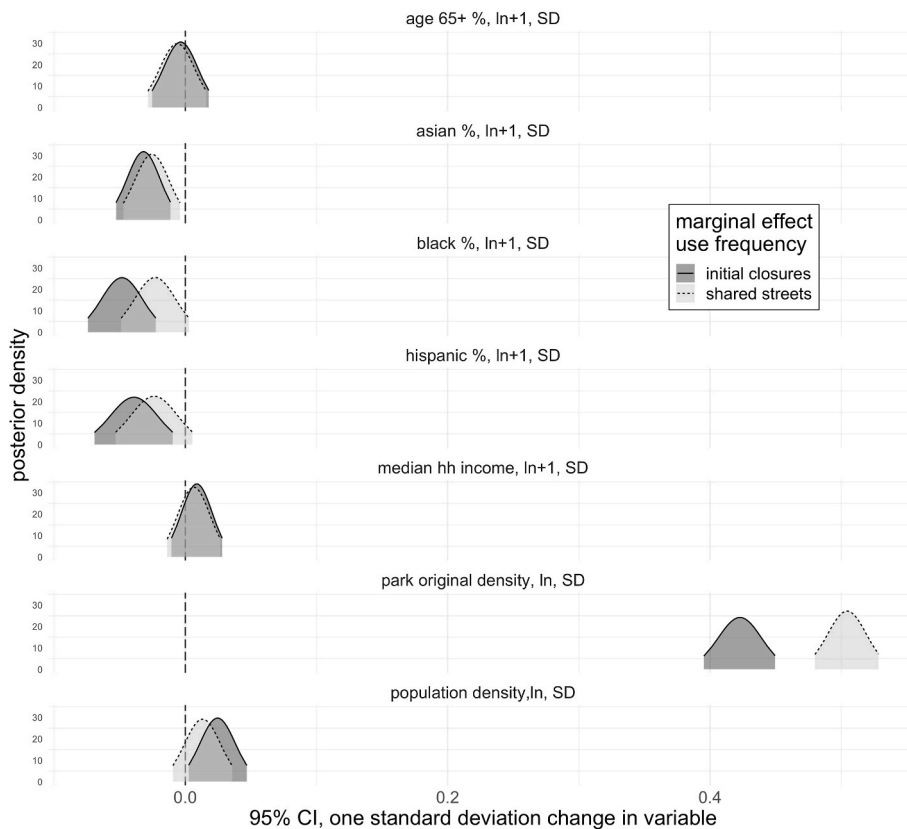 age 65+ %, ln+1, SD
30
20
10
0
asian %, ln+1, SD
30
20
10
0
marginal effect
use frequency
initial closures
shared streets
black %, ln+1, SD
30
20
10
0
hispanic %, ln+1, SD
30
20
10
0
posterior density
median hh income, ln+1, SD
30
20
10
0
park original density, ln, SD
30
20
10
0
population density,ln, SD
30
20
10
0
0.0 0.2 0.4
95% CI, one standard deviation change in variable